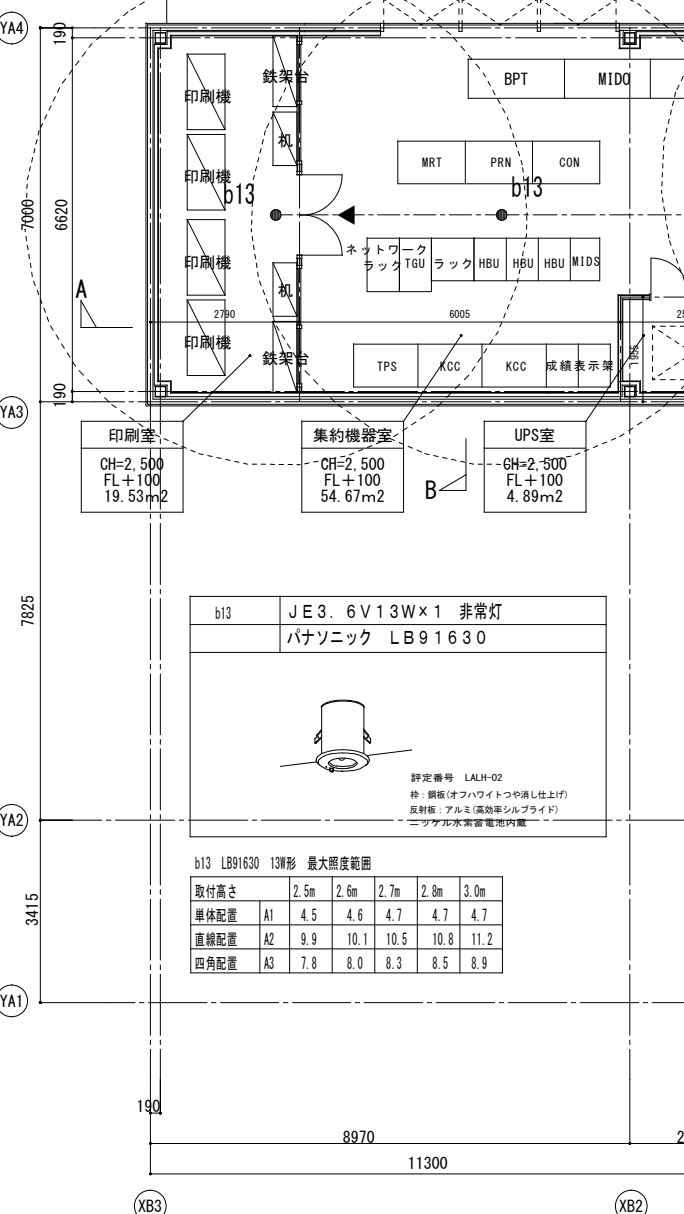 YA4
190
鉄架台
BPT
MIDO
印刷機
机
MRT
PRN
CON
印刷機
b13
b13
7000
6620
ネットワーク
ラック
TGU
ラック
HBU
HBU
HBU
MIDS
印刷機
机
A
2790
6005
25
印刷機
鉄架台
TPS
KCC
KCC
成績表示架
1855
190
YA3
印刷室
CH=2,500
FL+100
19.53m2
集約機器室
CH=2,500
FL+100
54.67m2
UPS室
CH=2,500
FL+100
4.89m2
B
7825
b13
JE3.6V13W×1 非常灯
パナソニック LB91630
評定番号 LALH-02
枠:鋼板(オフハワイトつや消し仕上げ)
反射板:アルミ(高効率シルブライド)
ニッケル水素蓄電池内蔵
YA2
b13 LB91630 13W形 最大照度範囲
取付高さ 2.5m 2.6m 2.7m 2.8m 3.0m
単体配置 A1 4.5 4.6 4.7 4.7 4.7
直線配置 A2 9.9 10.1 10.5 10.8 11.2
四角配置 A3 7.8 8.0 8.3 8.5 8.9
3415
YA1
190
8970
2
11300
XB3
XB2